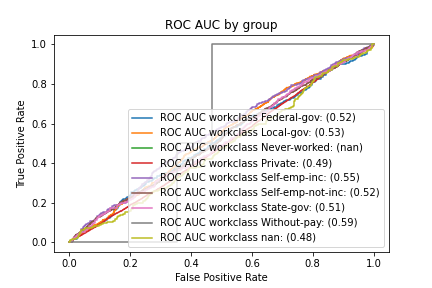 ROC AUC by group
True Positive Rate
1.0
0.8
0.6
0.4
0.2
0.0
ROC AUC workclass Federal-gov: (0.52)
ROC AUC workclass Local-gov: (0.53)
ROC AUC workclass Never-worked: (nan)
ROC AUC workclass Private: (0.49)
ROC AUC workclass Self-emp-inc: (0.55)
ROC AUC workclass Self-emp-not-inc: (0.52)
ROC AUC workclass State-gov: (0.51)
ROC AUC workclass Without-pay: (0.59)
ROC AUC workclass nan: (0.48)
0.0 0.2 0.4 0.6 0.8 1.0
False Positive Rate